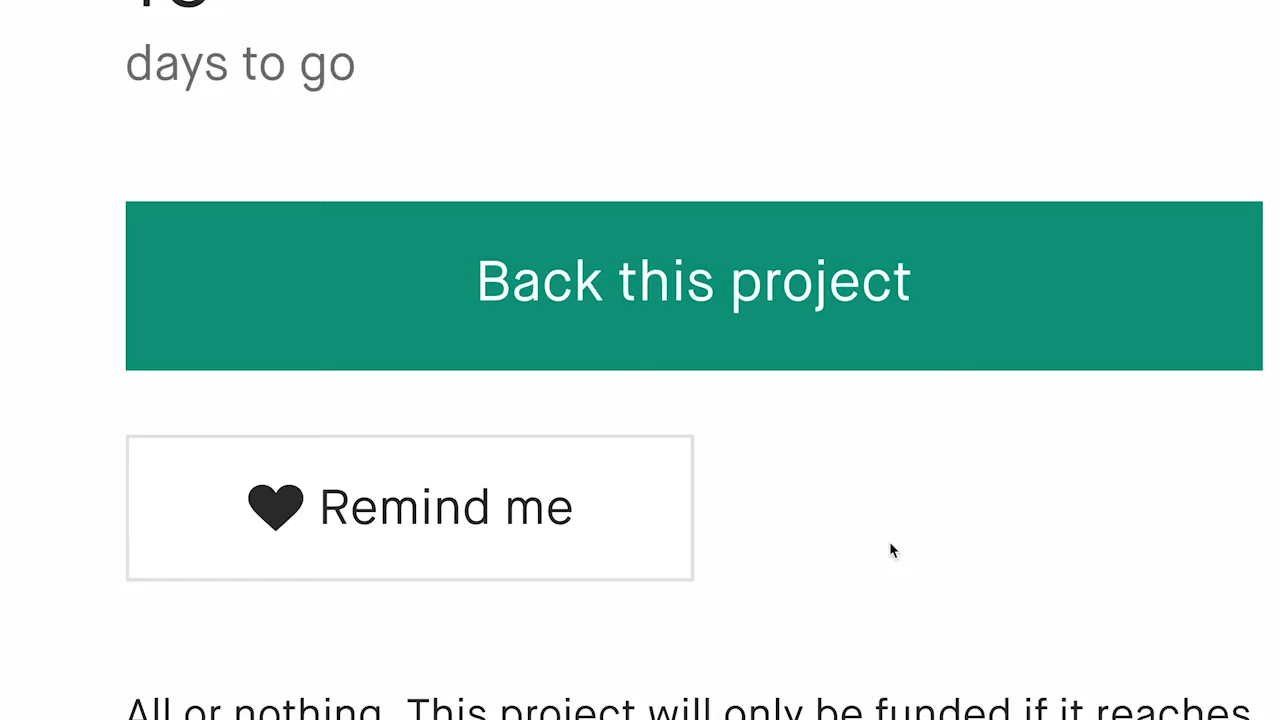 days to go
Back this project
Remind me
All or nothing. This project will only be funded if it reaches